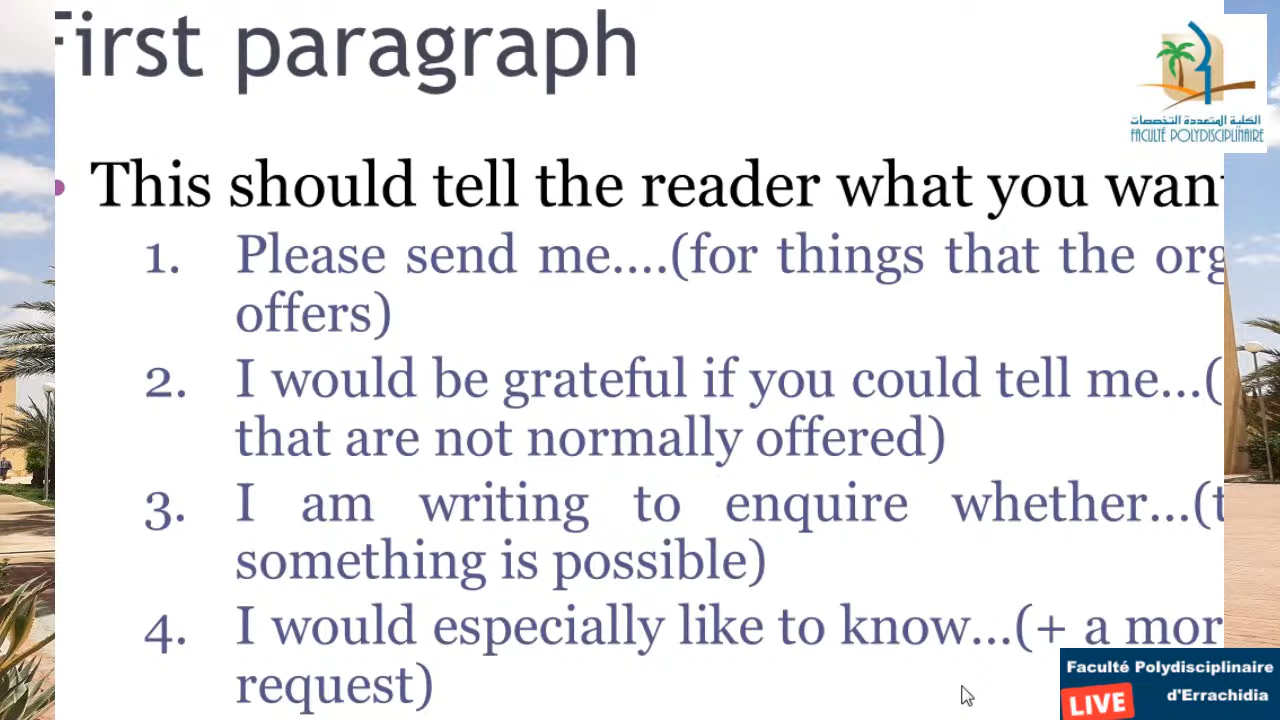 First paragraph
الكلية المتعددة التخصصات
FACULTÉ POLYDISCIPLINAIRE
This should tell the reader what you want
1. Please send me....(for things that the org
offers)
2. I would be grateful if you could tell me...(
that are not normally offered)
3. I am writing to enquire whether...(t
something is possible)
4. I would especially like to know...(+ a mor
request)
Faculté Polydisciplinaire
LIVE d'Errachidia